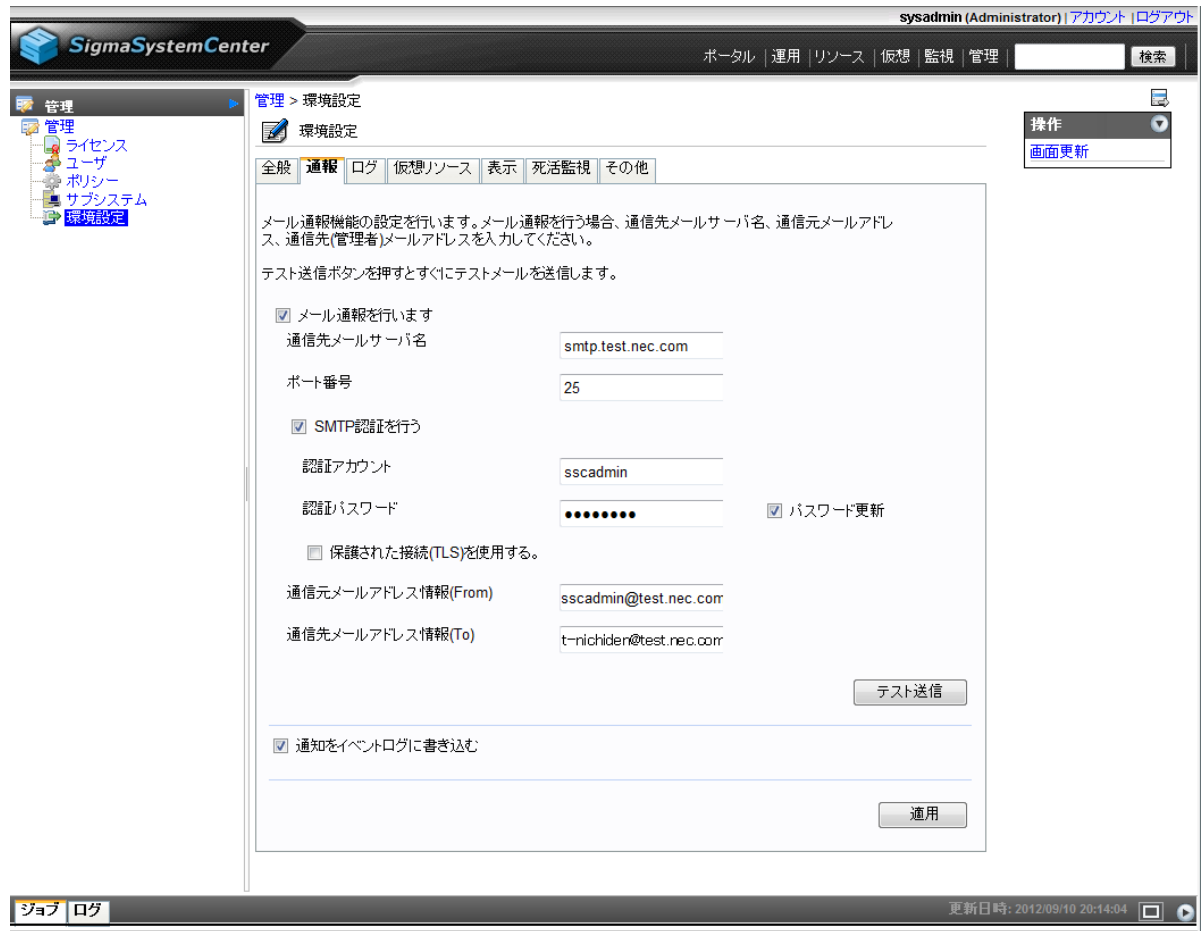 sysadmin (Administrator) | アカウント | ログアウト
SigmaSystemCenter
ポータル | 運用 | リソース | 仮想 | 監視 | 管理 | 検索
管理
管理
ライセンス
ユーザ
ポリシー
サブシステム
環境設定
管理 > 環境設定
環境設定
全般 通報 ログ 仮想リソース 表示 死活監視 その他
メール通報機能の設定を行います。メール通報を行う場合、通信先メールサーバ名、通信元メールアドレ
ス、通信先(管理者)メールアドレスを入力してください。
テスト送信ボタンを押すとすぐにテストメールを送信します。
メール通報を行います
通信先メールサーバ名 smtp.test.nec.com
ポート番号 25
SMTP認証を行う
認証アカウント sscadmin
認証パスワード ●●●●●●●● パスワード更新
保護された接続(TLS)を使用する。
通信元メールアドレス情報(From) sscadmin@test.nec.com
通信先メールアドレス情報(To) t-nichiden@test.nec.com
テスト送信
通知をイベントログに書き込む
適用
操作
画面更新
ジョブ ログ
更新日時: 2012/09/10 20:14:04